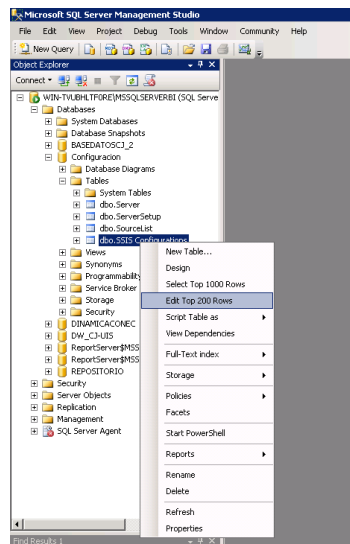 Microsoft SQL Server Management Studio
File Edit View Project Debug Tools Window Community Help
New Query
Object Explorer
Connect
WIN-TVUBHLTF0RE\MSSQLSERVERBI (SQL Serve
Databases
System Databases
Database Snapshots
BASEDATOSCJ_2
Configuracion
Database Diagrams
Tables
System Tables
dbo.Server
dbo.ServerSetup
dbo.SourceList
dbo.SSIS Configurations
Views
Synonyms
Programmability
Service Broker
Storage
Security
DINAMICACONEC
DW_CJ-UIS
ReportServer$MSS
ReportServer$MSS
REPOSITORIO
Security
Server Objects
Replication
Management
SQL Server Agent
New Table...
Design
Select Top 1000 Rows
Edit Top 200 Rows
Script Table as
View Dependencies
Full-Text index
Storage
Policies
Facets
Start PowerShell
Reports
Rename
Delete
Refresh
Properties
Find Results 1